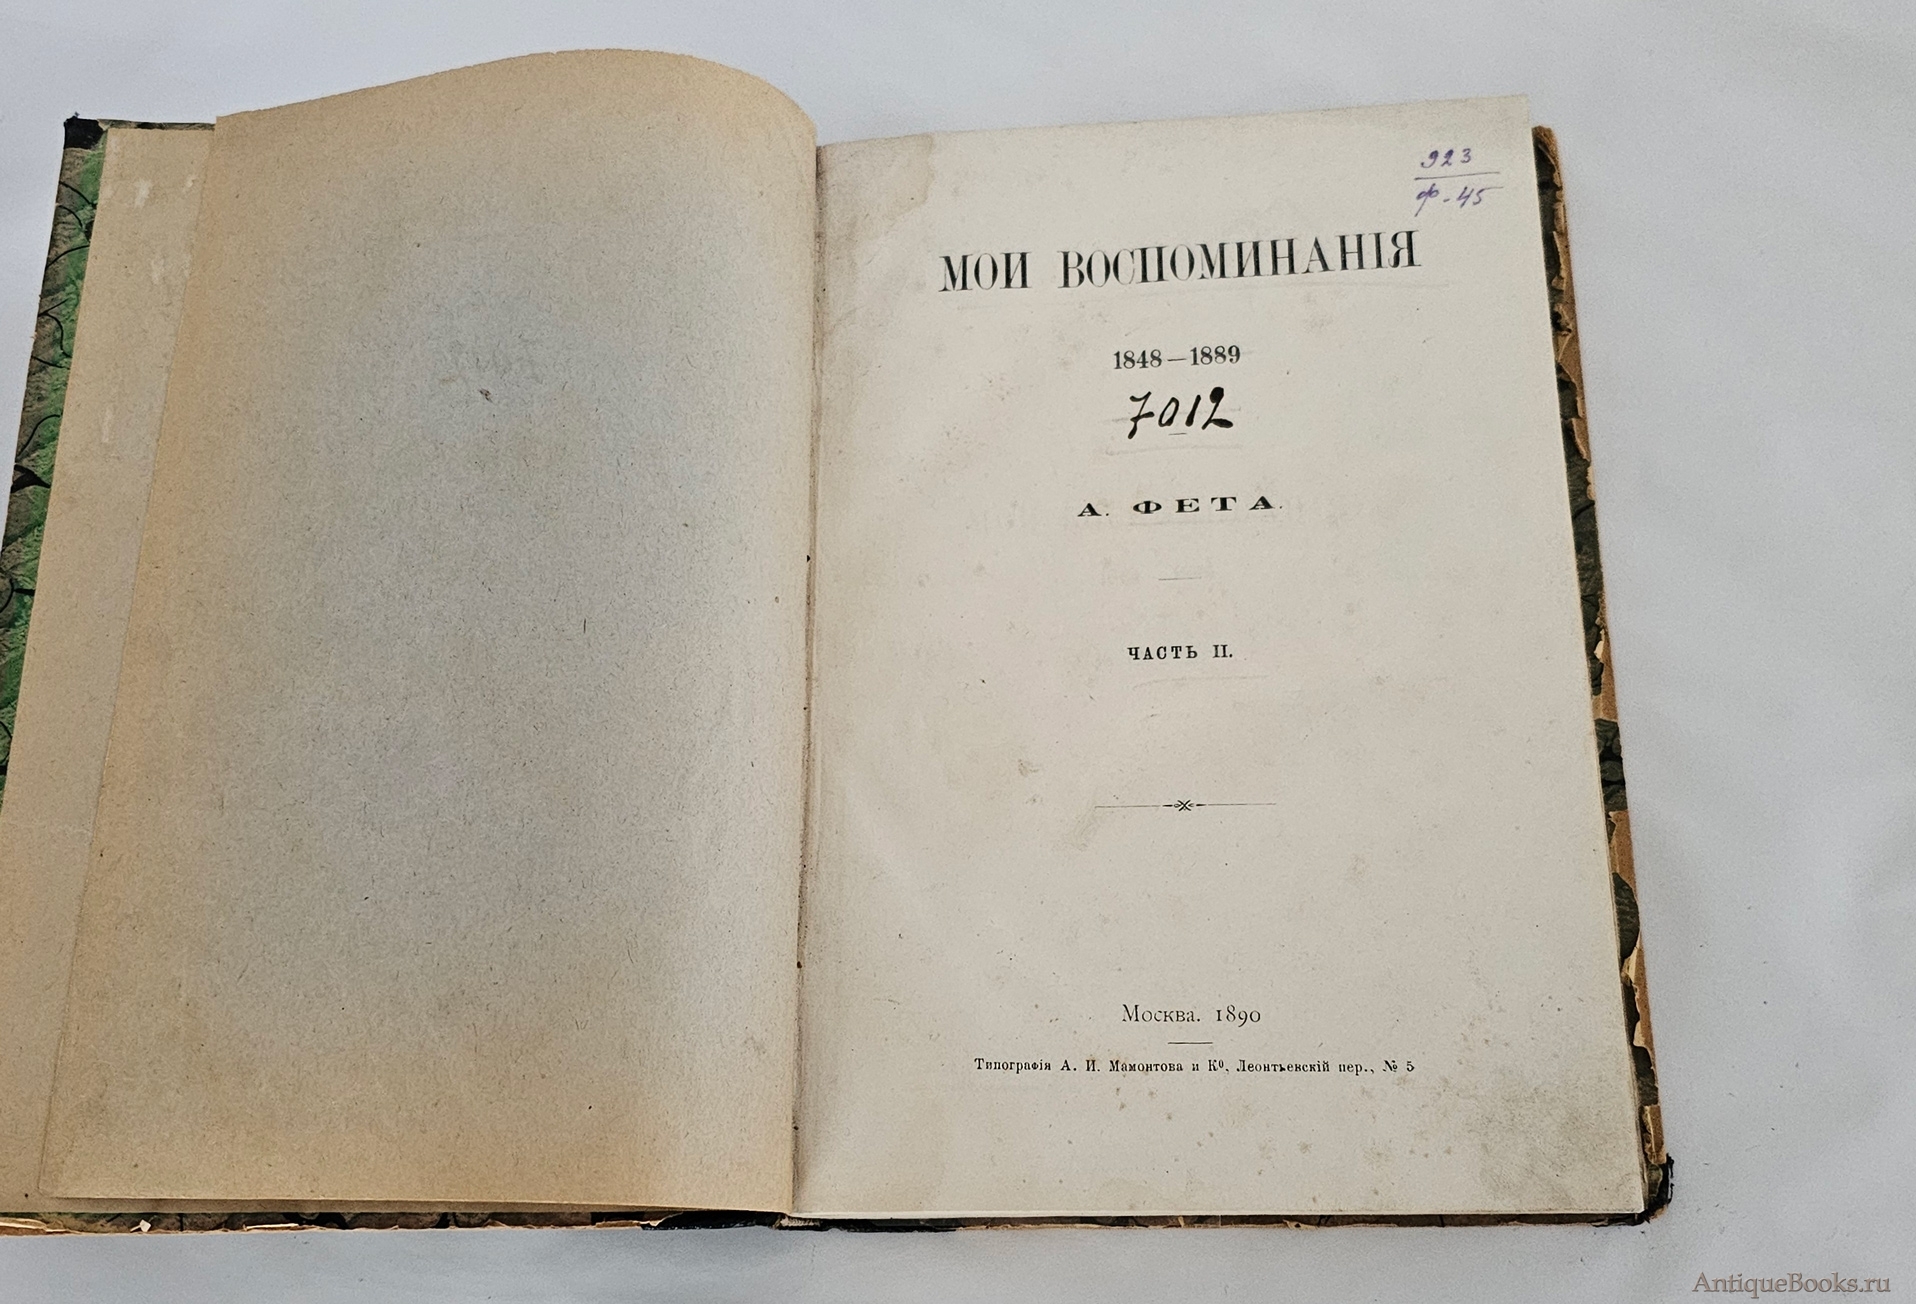 923
ф-45
МОИ ВОСПОМИНАНІЯ
1848—1889
7012
А. ФЕТА.
ЧАСТЬ II.
Москва. 1890
Типографія А. И. Мамонтова и Ко, Леонтьевскій пер., № 5
AntiqueBooks.ru